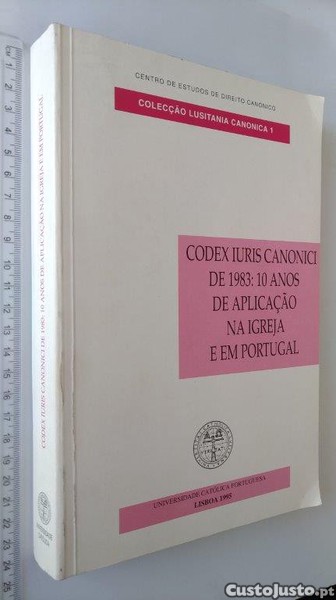 CENTRO DE ESTUDOS DE DIREITO CANÓNICO
COLECÇÃO LUSITANIA CANONICA 1
CODEX IURIS CANONICI
DE 1983: 10 ANOS
DE APLICAÇÃO
NA IGREJA
E EM PORTUGAL
UNIVERSIDADE CATÓLICA PORTUGUESA
LISBOA 1995
CODEX IURIS CANONICI DE 1983: 10 ANOS DE APLICAÇÃO NA IGREJA E EM PORTUGAL
CustoJusto.pt